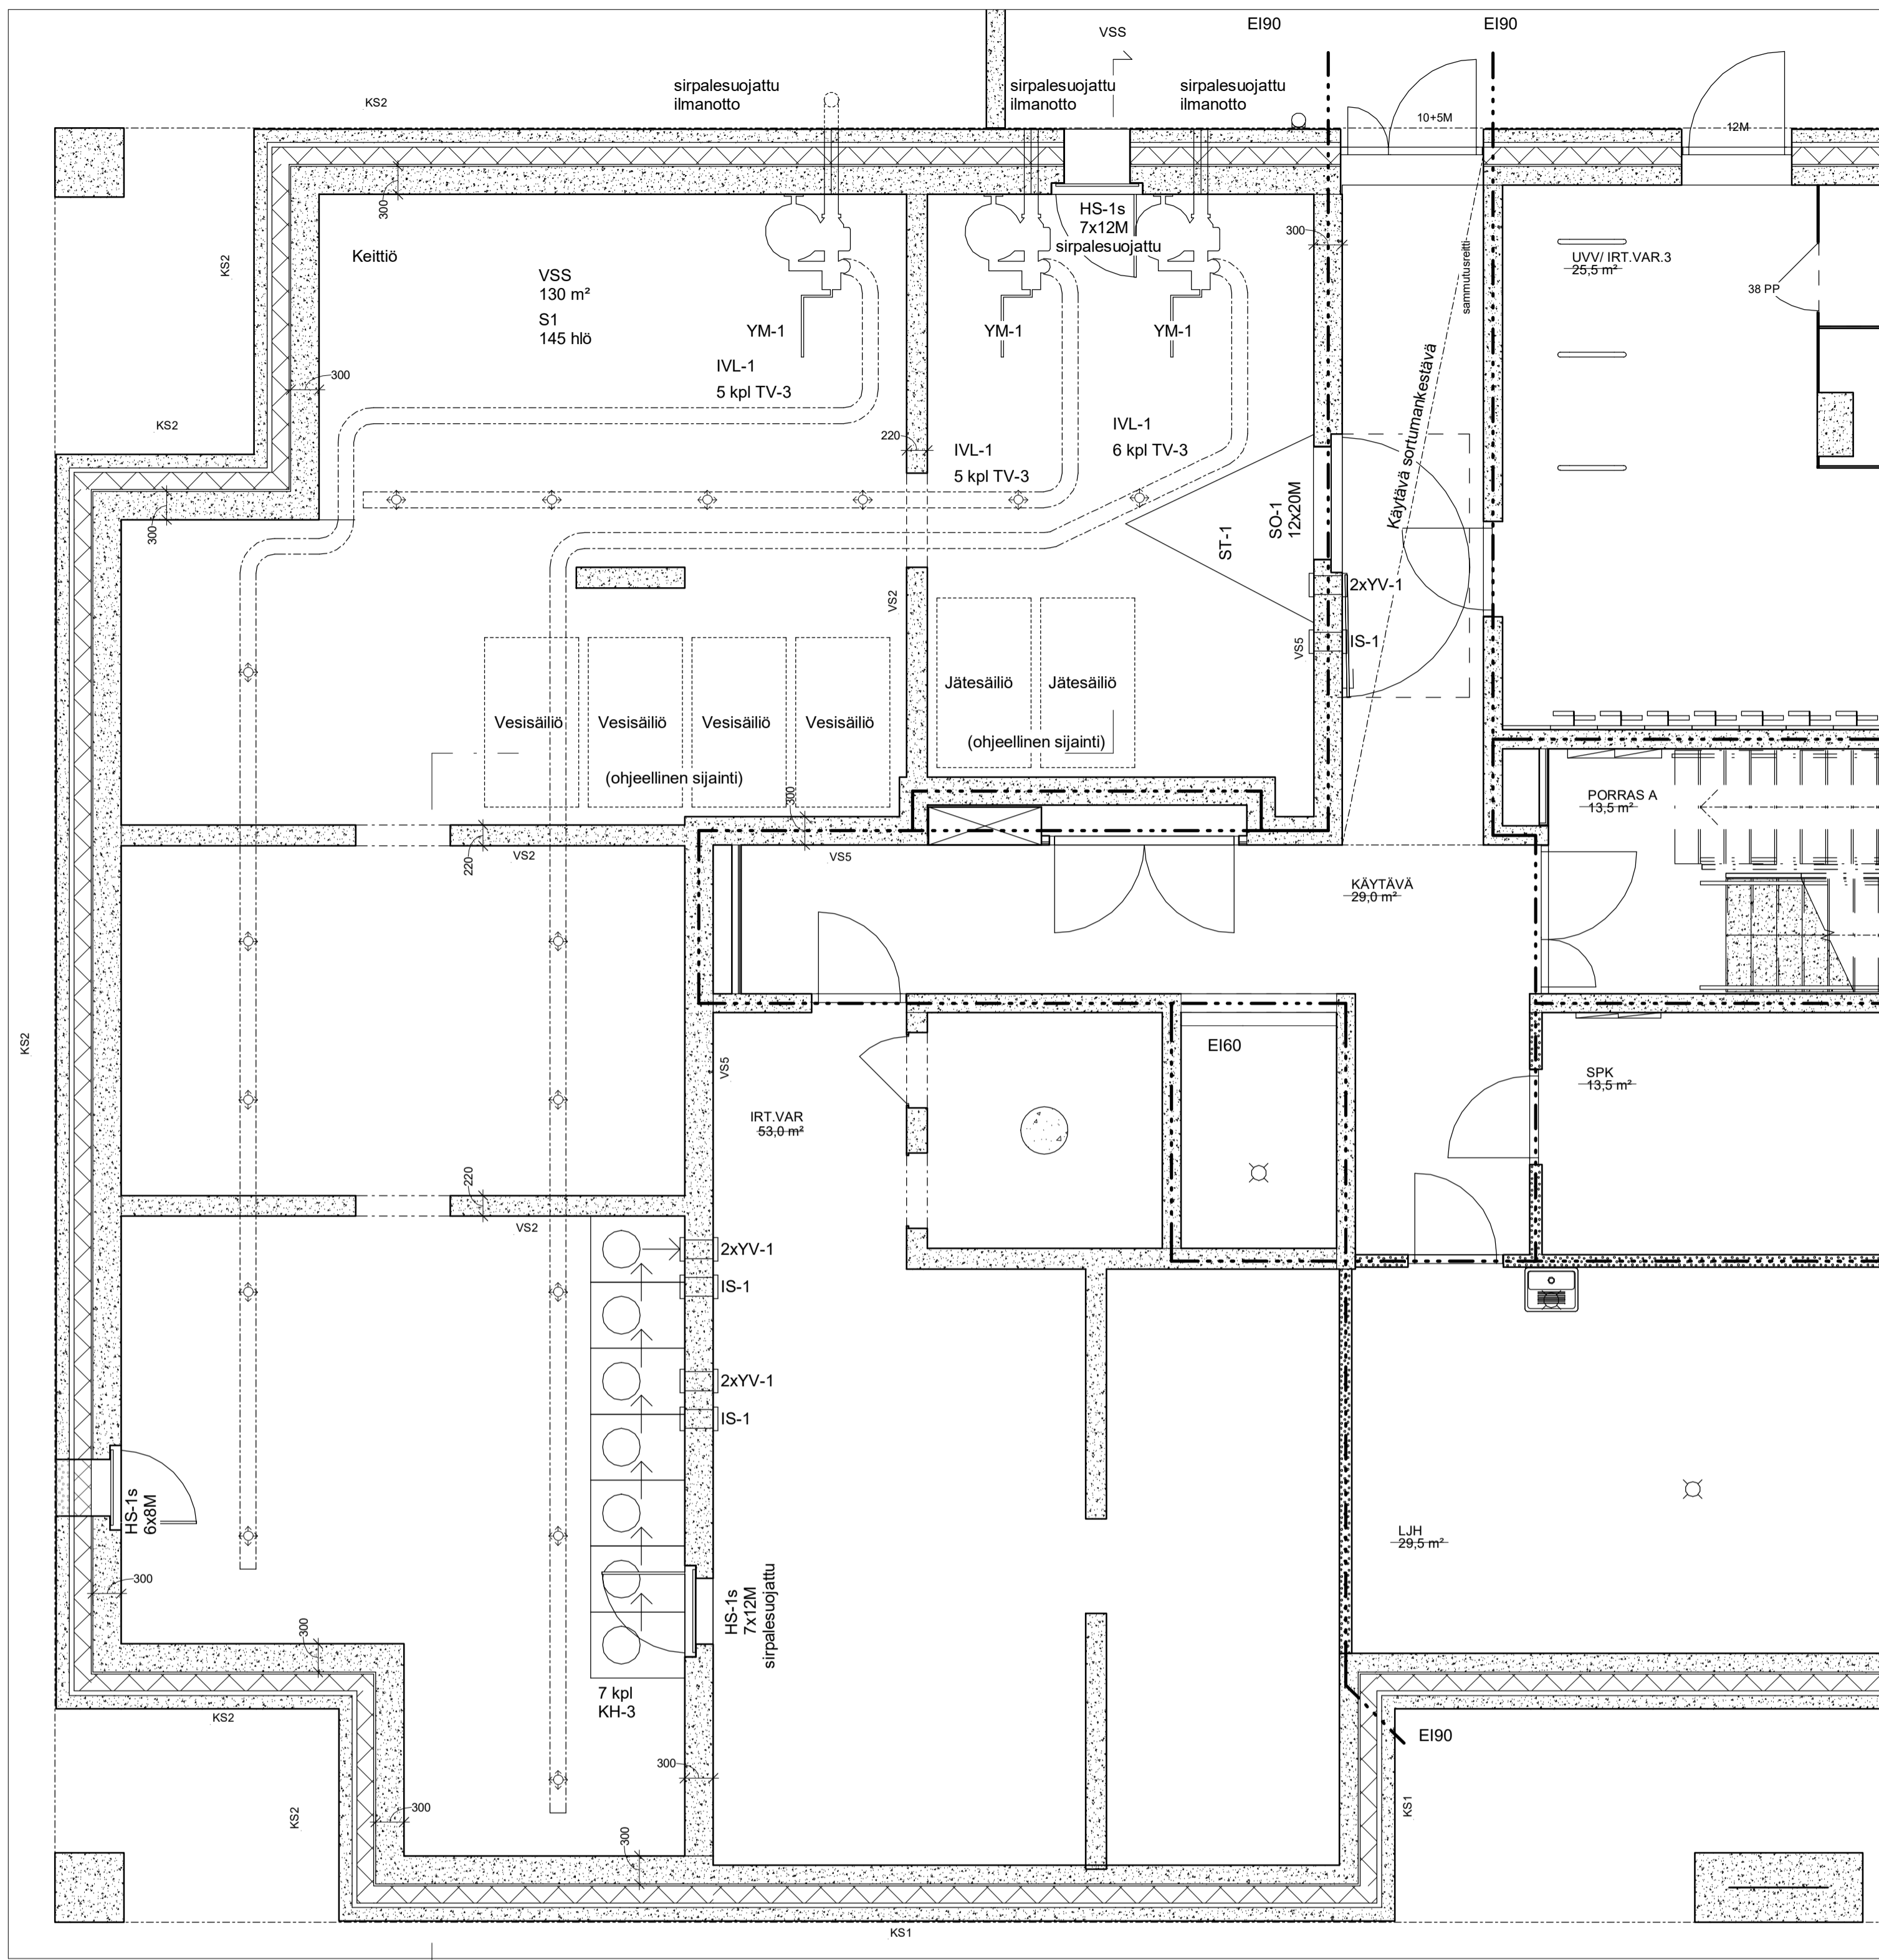 EI90
EI90
VSS
sirpalesuojattu
ilmanotto
sirpalesuojattu
ilmanotto
sirpalesuojattu
ilmanotto
KS2
10+5M
12M
300
HS-1s
7x12M
sirpalesuojattu
300
Keittiö
KS2
VSS
130 m²
S1
145 hlö
UVV/ IRT.VAR.3
25,5 m²
sammutusreitti
38 PP
YM-1
YM-1
YM-1
IVL-1
5 kpl TV-3
300
KS2
220
IVL-1
5 kpl TV-3
IVL-1
6 kpl TV-3
Käytävä sortumankestävä
300
ST-1
SO-1
12x20M
2xYV-1
VS2
VS5
IS-1
Jätesäiliö
Jätesäiliö
Vesisäiliö
Vesisäiliö
Vesisäiliö
Vesisäiliö
(ohjeellinen sijainti)
(ohjeellinen sijainti)
300
PORRAS A
13,5 m²
220
VS2
VS5
KÄYTÄVÄ
29,0 m²
KS2
VS5
EI60
SPK
13,5 m²
IRT.VAR
53,0 m²
220
VS2
2xYV-1
IS-1
2xYV-1
IS-1
HS-1s
6x8M
LJH
29,5 m²
300
HS-1s
7x12M
sirpalesuojattu
300
7 kpl
KH-3
KS2
EI90
300
300
KS2
KS1
300
KS1